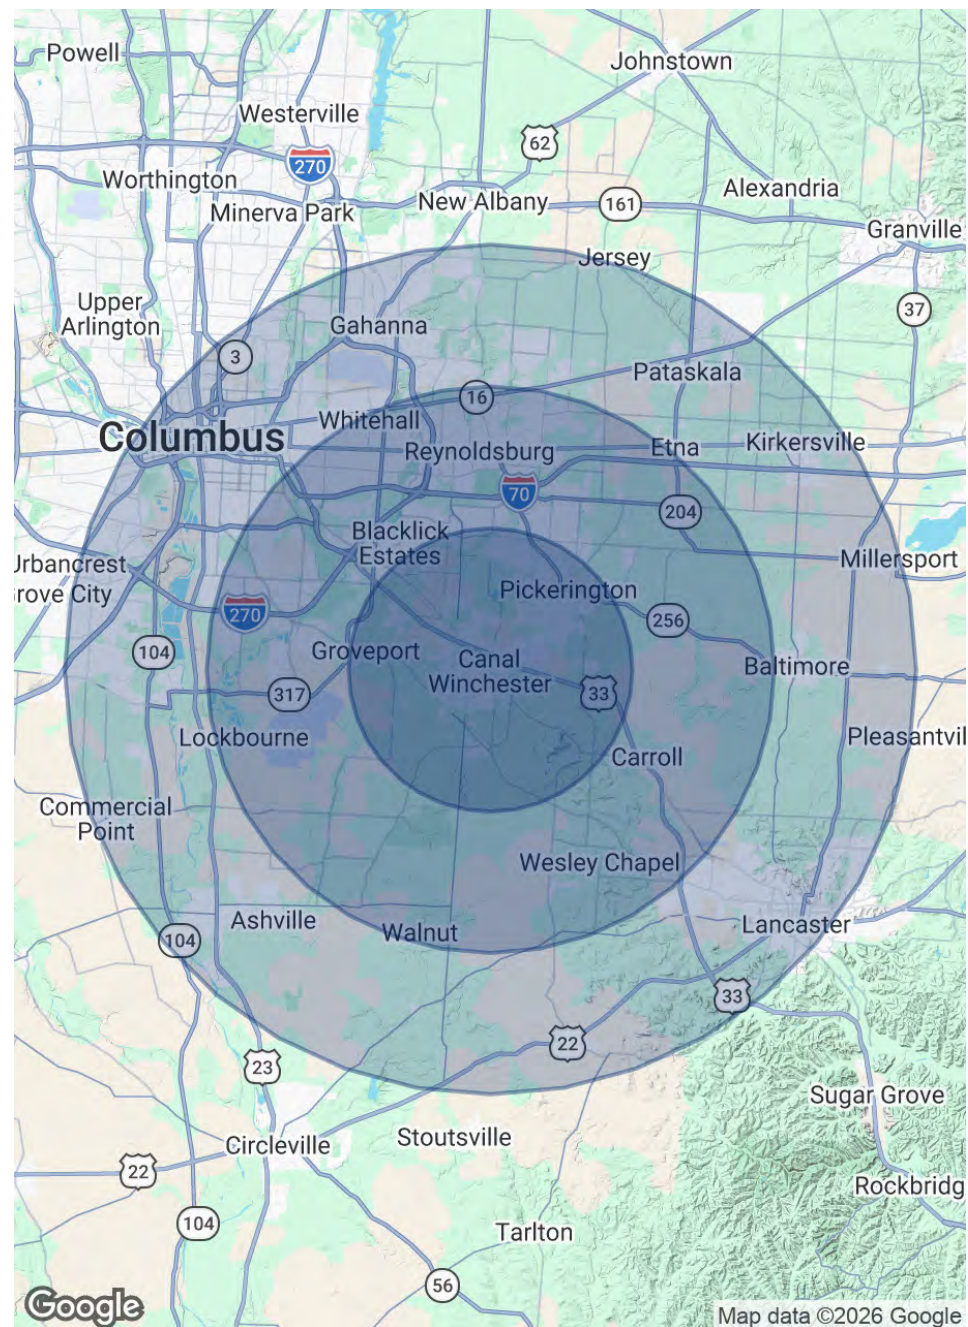 Powell
Johnstown
Westerville
62
270
Worthington
Alexandria
Minerva Park
New Albany
161
Granville
Jersey
Upper
Arlington
37
Gahanna
3
Pataskala
16
Whitehall
Columbus
Reynoldsburg
Etna
Kirkersville
70
204
Blacklick
Estates
Urbancrest
Millersport
Grove City
Pickerington
270
256
104
Groveport
Canal
Winchester
Baltimore
317
33
Lockbourne
Carroll
Pleasantvil
Commercial
Point
Wesley Chapel
Ashville
Walnut
Lancaster
104
33
22
23
Sugar Grove
Circleville
Stoutsville
22
Rockbridg
104
Tarlton
56
Google
Map data ©2026 Google